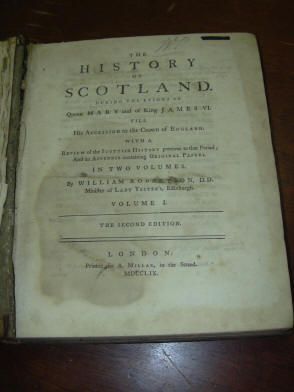 THE
HISTORY
OF
SCOTLAND,
DURING THE REIGNS OF
Queen MARY and of King JAMES VI.
TILL
His ACCESSION to the Crown of ENGLAND.
WITH A
REVIEW of the SCOTTISH HISTORY previous to that Period;
And an APPENDIX containing ORIGINAL PAPERS.
IN TWO VOLUMES.
By WILLIAM ROBERTSON, D.D.
Minister of LADY YESTER'S, Edinburgh.
VOLUME I.
THE SECOND EDITION.
LONDON:
Printed for A. MILLAR, in the Strand.
MDCCLIX.